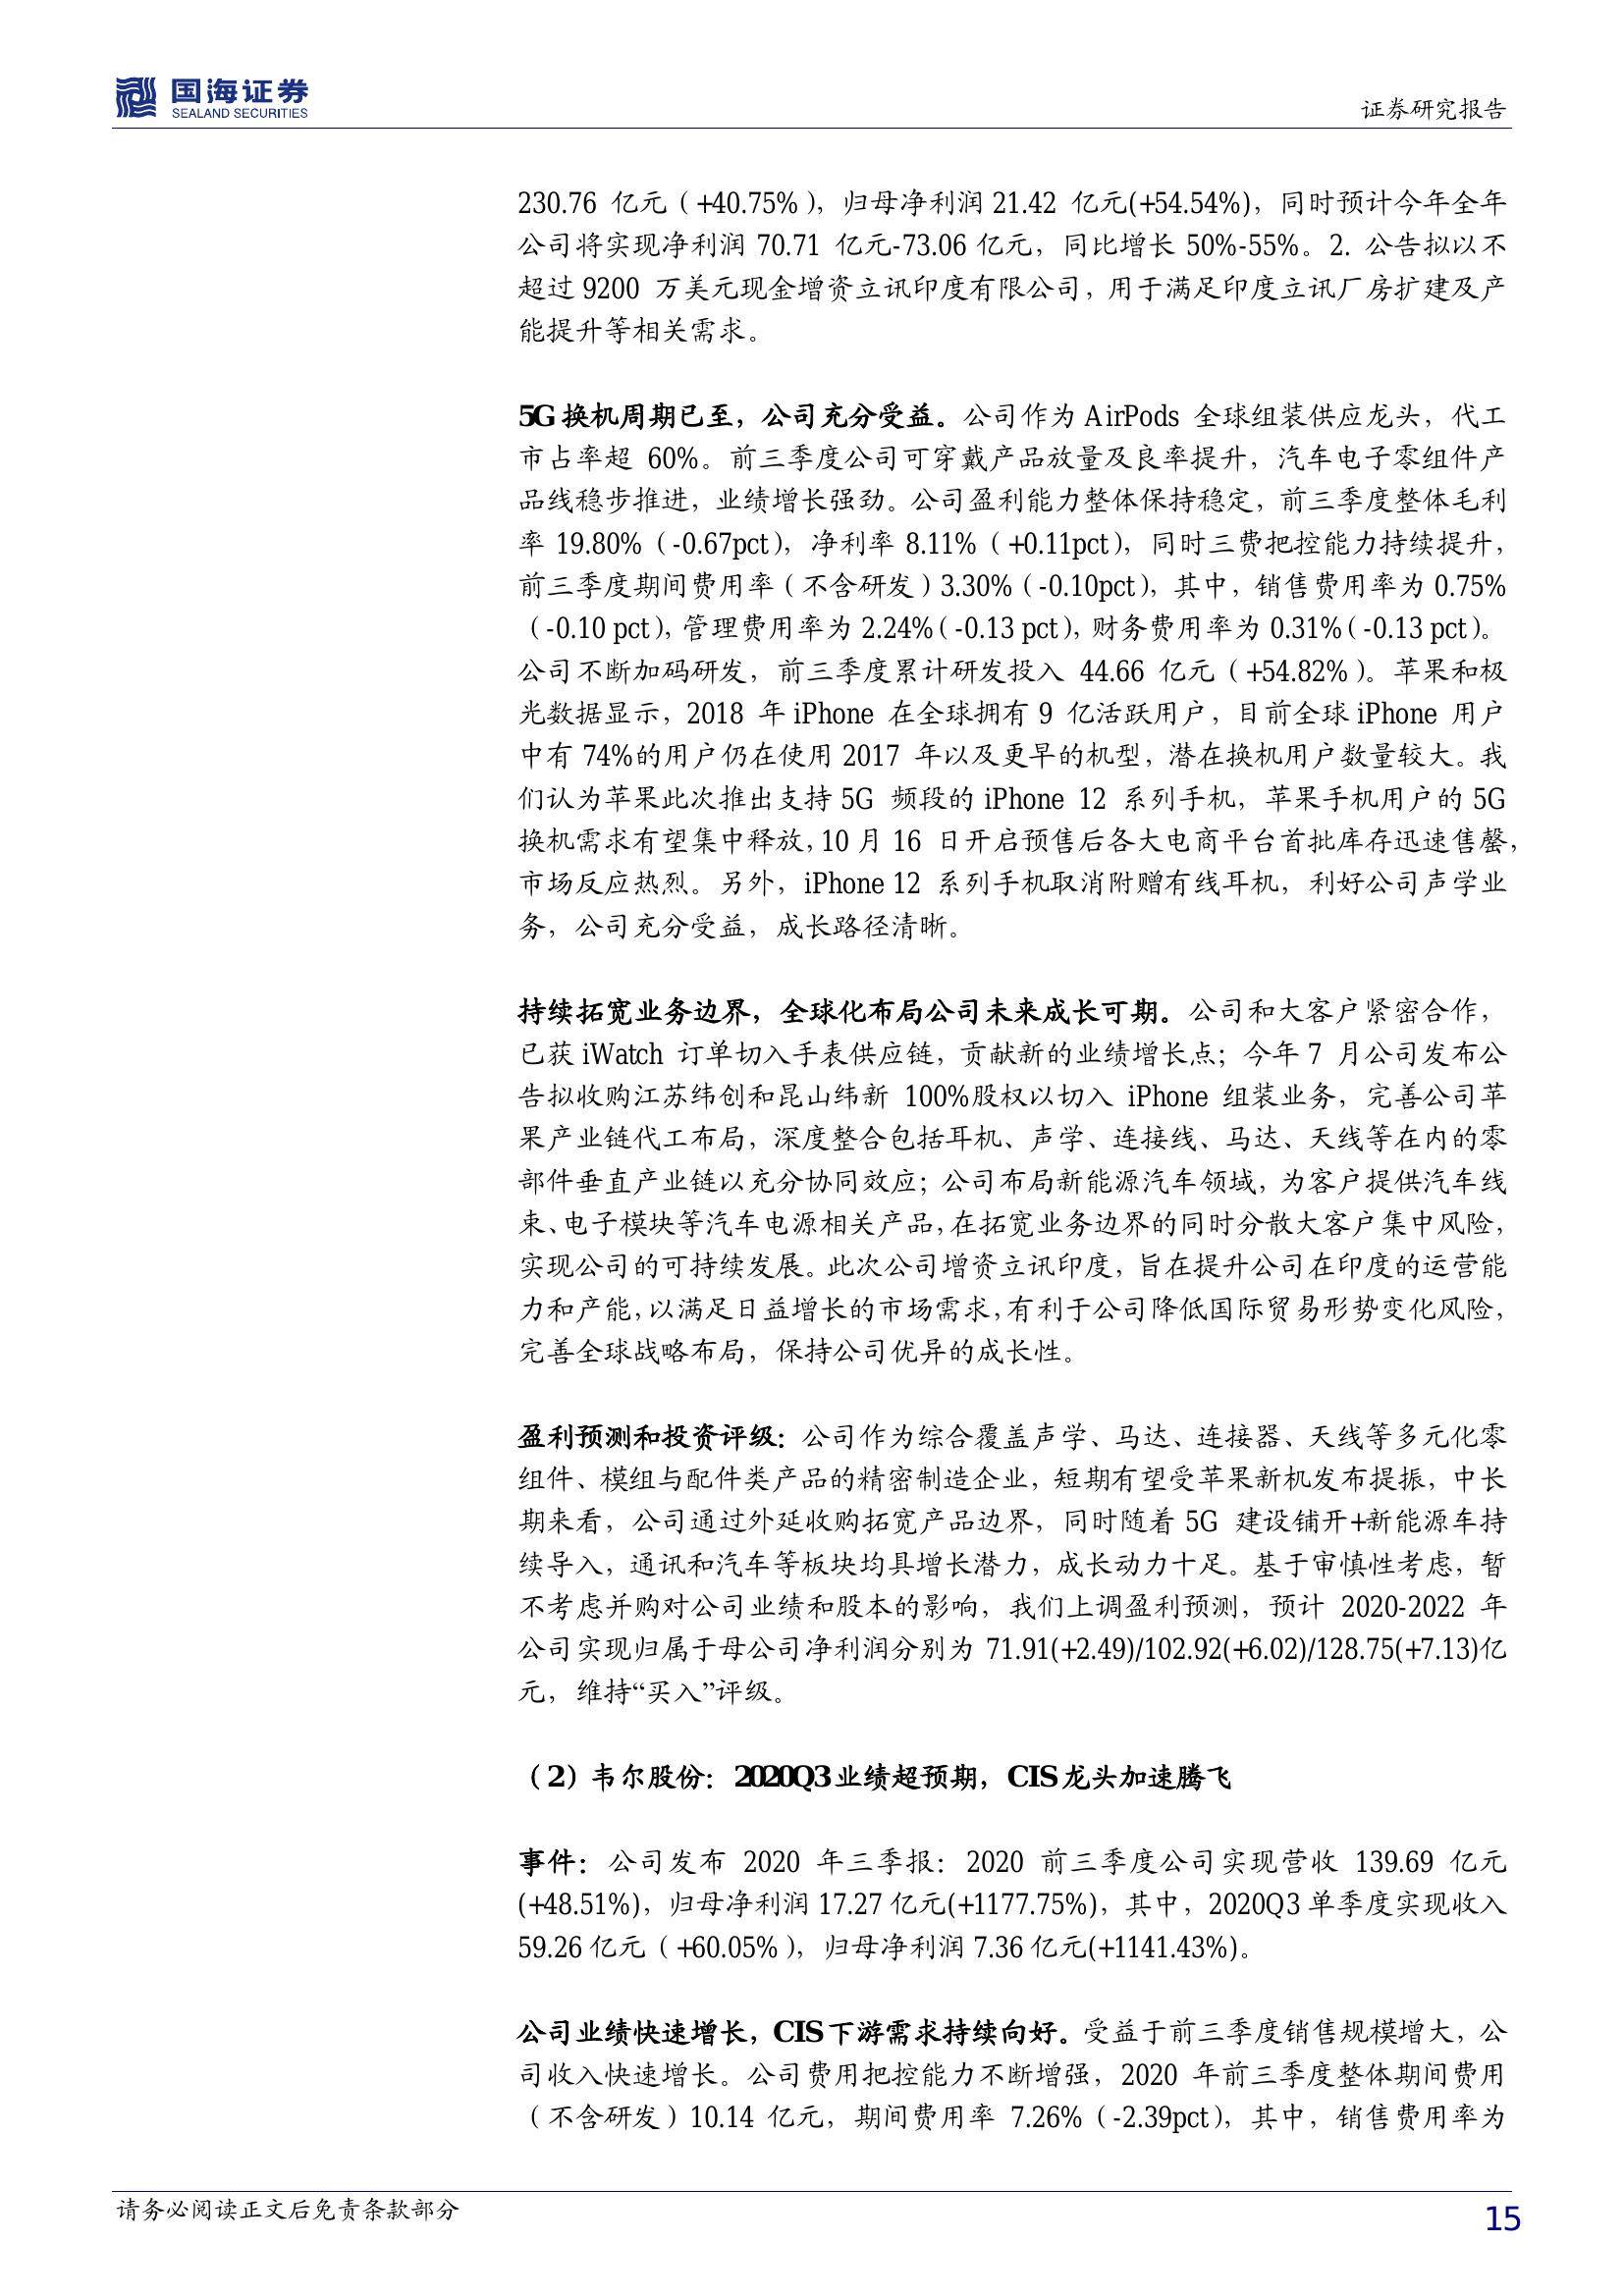 国海证券
SEALAND SECURITIES
证券研究报告
230.76 亿元（+40.75%），归母净利润 21.42 亿元(+54.54%)，同时预计今年全年
公司将实现净利润 70.71 亿元-73.06 亿元，同比增长 50%-55%。2. 公告拟以不
超过 9200 万美元现金增资立讯印度有限公司，用于满足印度立讯厂房扩建及产
能提升等相关需求。
5G 换机周期已至，公司充分受益。公司作为 AirPods 全球组装供应龙头，代工
市占率超 60%。前三季度公司可穿戴产品放量及良率提升，汽车电子零组件产
品线稳步推进，业绩增长强劲。公司盈利能力整体保持稳定，前三季度整体毛利
率 19.80%（-0.67pct），净利率 8.11%（+0.11pct），同时三费把控能力持续提升，
前三季度期间费用率（不含研发）3.30%（-0.10pct），其中，销售费用率为 0.75%
（-0.10 pct），管理费用率为 2.24%（-0.13 pct），财务费用率为 0.31%（-0.13 pct）。
公司不断加码研发，前三季度累计研发投入 44.66 亿元（+54.82%）。苹果和极
光数据显示，2018 年 iPhone 在全球拥有 9 亿活跃用户，目前全球 iPhone 用户
中有 74%的用户仍在使用 2017 年以及更早的机型，潜在换机用户数量较大。我
们认为苹果此次推出支持 5G 频段的 iPhone 12 系列手机，苹果手机用户的 5G
换机需求有望集中释放，10 月 16 日开启预售后各大电商平台首批库存迅速售罄，
市场反应热烈。另外，iPhone 12 系列手机取消附赠有线耳机，利好公司声学业
务，公司充分受益，成长路径清晰。
持续拓宽业务边界，全球化布局公司未来成长可期。公司和大客户紧密合作，
已获 iWatch 订单切入手表供应链，贡献新的业绩增长点；今年 7 月公司发布公
告拟收购江苏纬创和昆山纬新 100%股权以切入 iPhone 组装业务，完善公司苹
果产业链代工布局，深度整合包括耳机、声学、连接线、马达、天线等在内的零
部件垂直产业链以充分协同效应；公司布局新能源汽车领域，为客户提供汽车线
束、电子模块等汽车电源相关产品，在拓宽业务边界的同时分散大客户集中风险，
实现公司的可持续发展。此次公司增资立讯印度，旨在提升公司在印度的运营能
力和产能，以满足日益增长的市场需求，有利于公司降低国际贸易形势变化风险，
完善全球战略布局，保持公司优异的成长性。
盈利预测和投资评级：公司作为综合覆盖声学、马达、连接器、天线等多元化零
组件、模组与配件类产品的精密制造企业，短期有望受苹果新机发布提振，中长
期来看，公司通过外延收购拓宽产品边界，同时随着 5G 建设铺开+新能源车持
续导入，通讯和汽车等板块均具增长潜力，成长动力十足。基于审慎性考虑，暂
不考虑并购对公司业绩和股本的影响，我们上调盈利预测，预计 2020-2022 年
公司实现归属于母公司净利润分别为 71.91(+2.49)/102.92(+6.02)/128.75(+7.13)亿
元，维持“买入”评级。
（2）韦尔股份：2020Q3 业绩超预期，CIS 龙头加速腾飞
事件：公司发布 2020 年三季报：2020 前三季度公司实现营收 139.69 亿元
(+48.51%)，归母净利润 17.27 亿元(+1177.75%)，其中，2020Q3 单季度实现收入
59.26 亿元（+60.05%），归母净利润 7.36 亿元(+1141.43%)。
公司业绩快速增长，CIS 下游需求持续向好。受益于前三季度销售规模增大，公
司收入快速增长。公司费用把控能力不断增强，2020 年前三季度整体期间费用
（不含研发）10.14 亿元，期间费用率 7.26%（-2.39pct），其中，销售费用率为
请务必阅读正文后免责条款部分
15